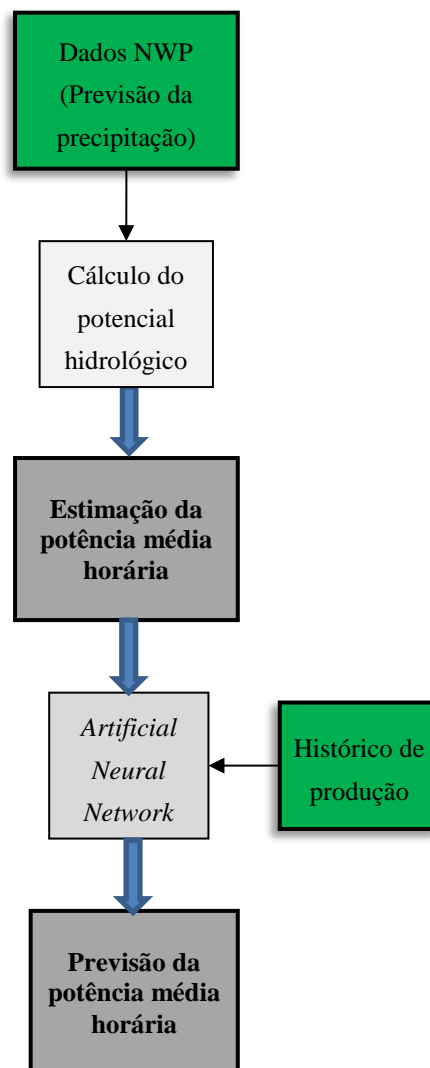 Dados NWP
(Previsão da
precipitação)
Cálculo do
potencial
hidrológico
Estimação da
potência média
horária
Artificial
Neural
Network
Histórico de
produção
Previsão da
potência média
horária